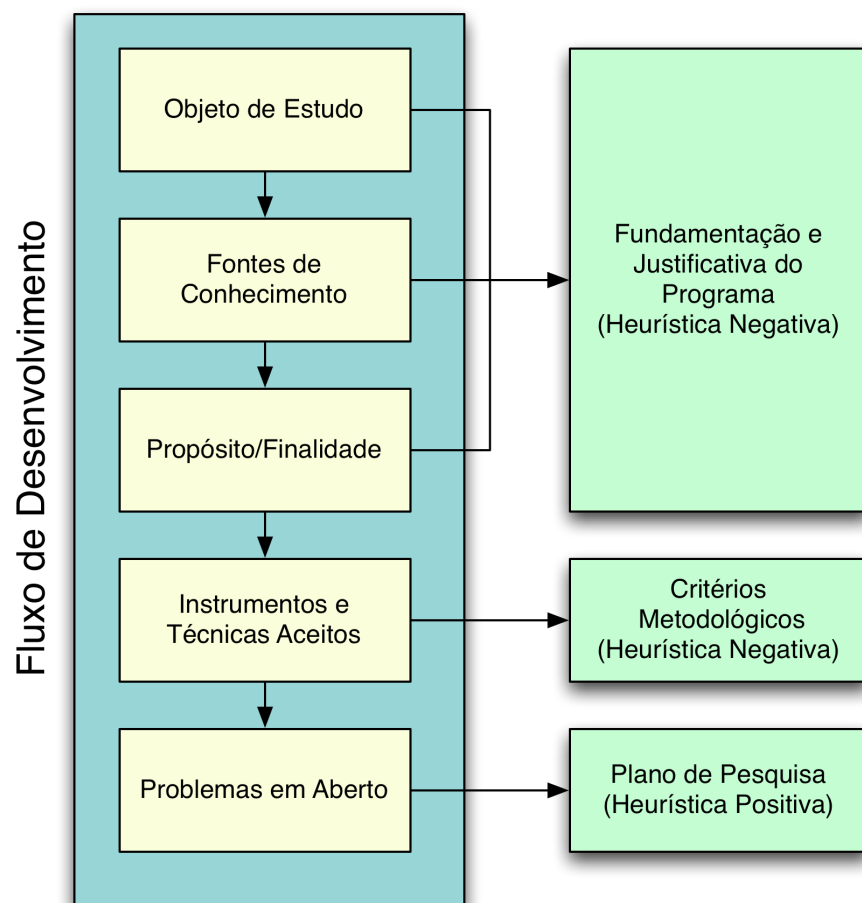 Fluxo de Desenvolvimento
Objeto de Estudo
Fontes de
Conhecimento
Propósito/Finalidade
Instrumentos e
Técnicas Aceitos
Problemas em Aberto
Fundamentação e
Justificativa do
Programa
(Heurística Negativa)
Critérios
Metodológicos
(Heurística Negativa)
Plano de Pesquisa
(Heurística Positiva)